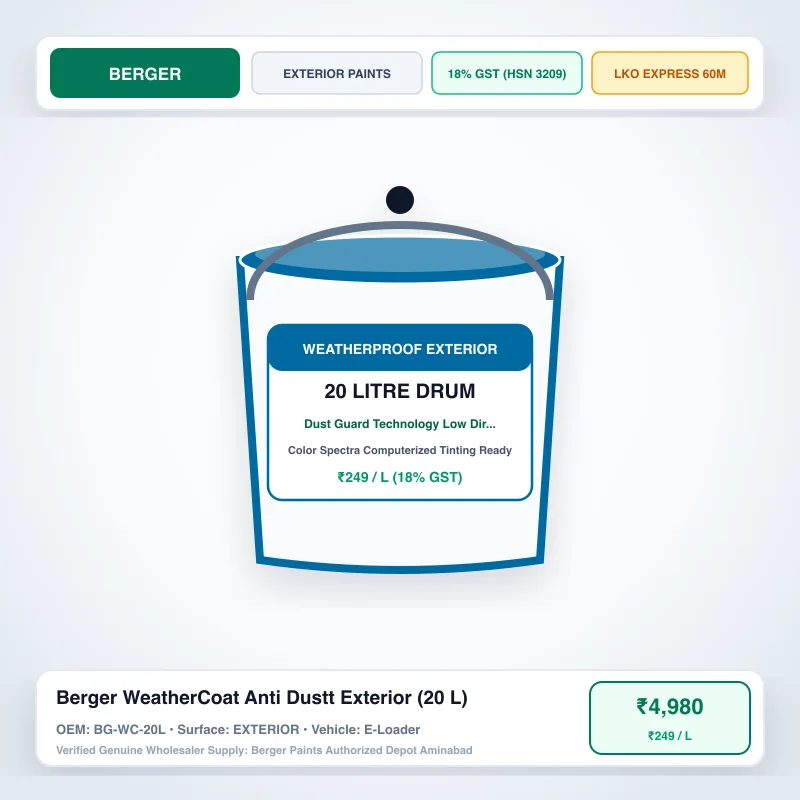 BERGER
EXTERIOR PAINTS
18% GST (HSN 3209)
LKO EXPRESS 60M
WEATHERPROOF EXTERIOR
20 LITRE DRUM
Dust Guard Technology Low Dir...
Color Spectra Computerized Tinting Ready
₹249 / L (18% GST)
Berger WeatherCoat Anti Dustt Exterior (20 L)
OEM: BG-WC-20L • Surface: EXTERIOR • Vehicle: E-Loader
Verified Genuine Wholesaler Supply: Berger Paints Authorized Depot Aminabad
₹4,980
₹249 / L